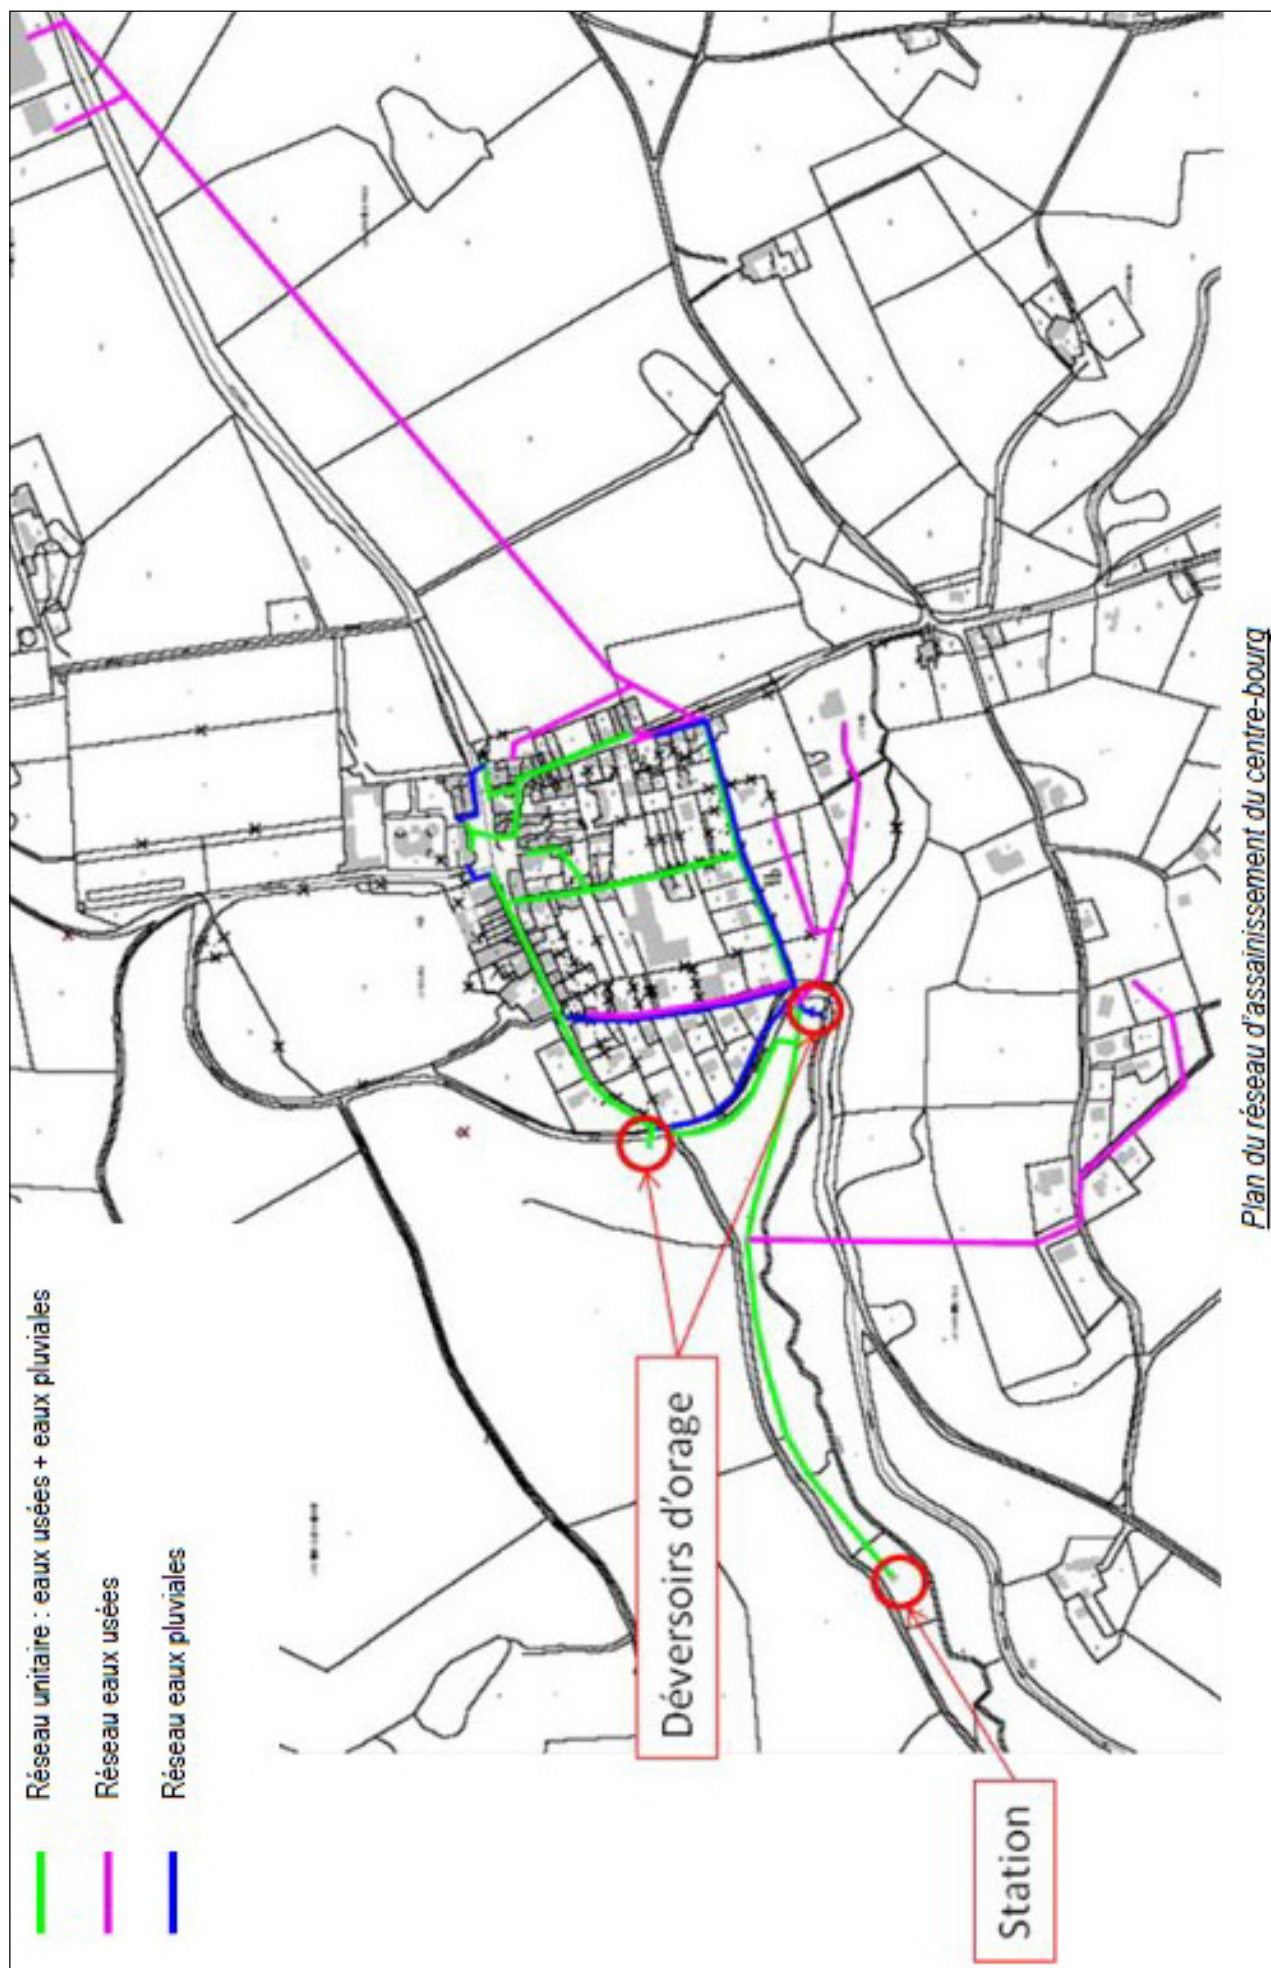 Réseau unitaire : eaux usées + eaux pluviales
Réseau eaux usées
Réseau eaux pluviales
Déversoirs d'orage
Station
Plan du réseau d'assainissement du centre-bourg